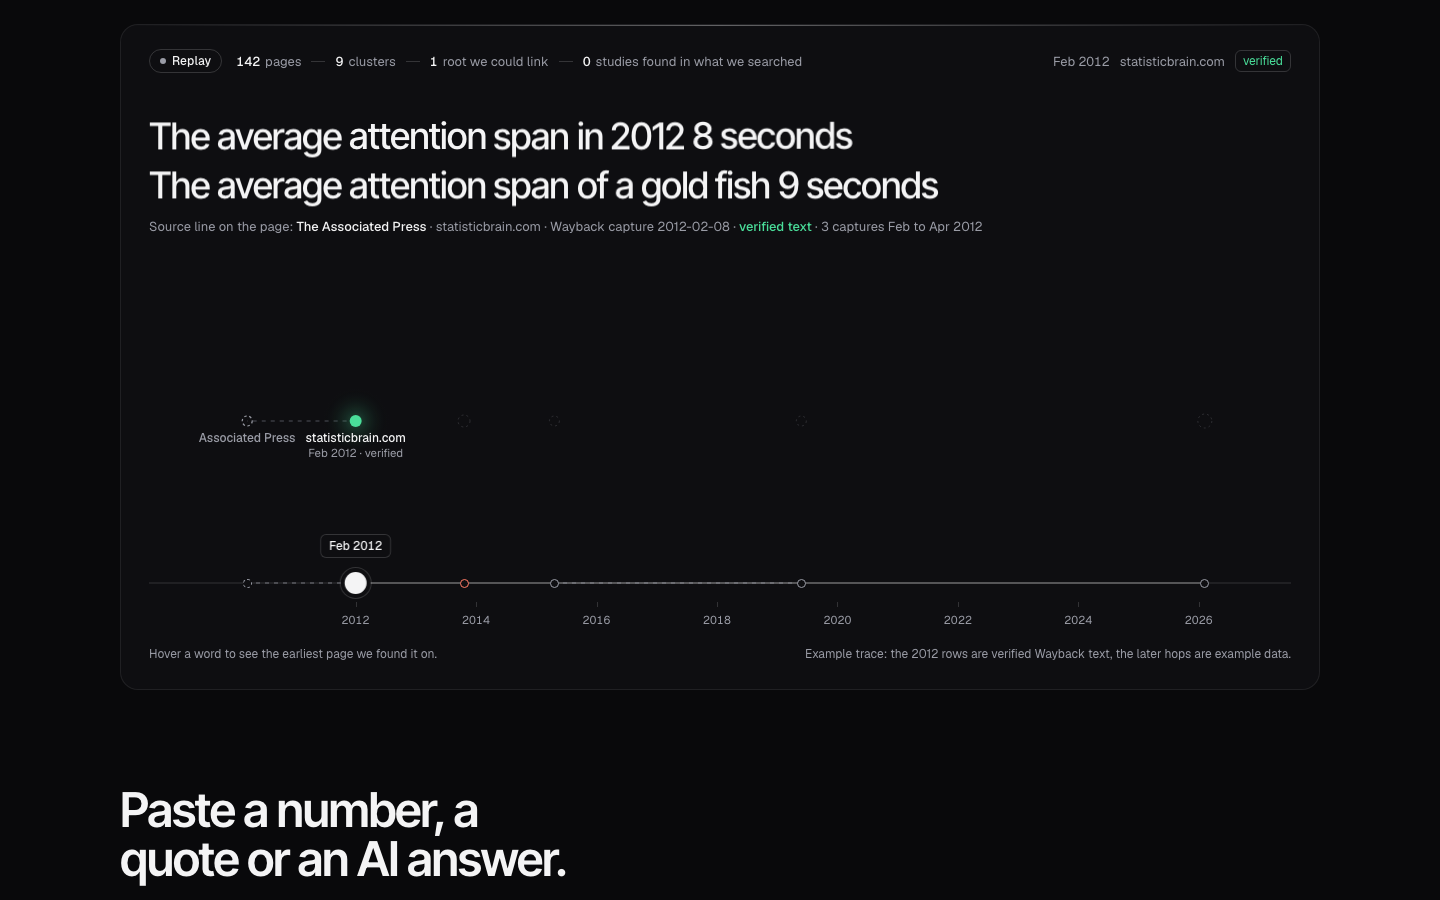 Replay 142 pages — 9 clusters — 1 root we could link — 0 studies found in what we searched Feb 2012 statisticbrain.com verified
The average attention span in 2012 8 seconds
The average attention span of a gold fish 9 seconds
Source line on the page: The Associated Press · statisticbrain.com · Wayback capture 2012-02-08 · verified text · 3 captures Feb to Apr 2012
Associated Press statisticbrain.com
Feb 2012 · verified
Feb 2012
2012 2014 2016 2018 2020 2022 2024 2026
Hover a word to see the earliest page we found it on. Example trace: the 2012 rows are verified Wayback text, the later hops are example data.
Paste a number, a
quote or an AI answer.